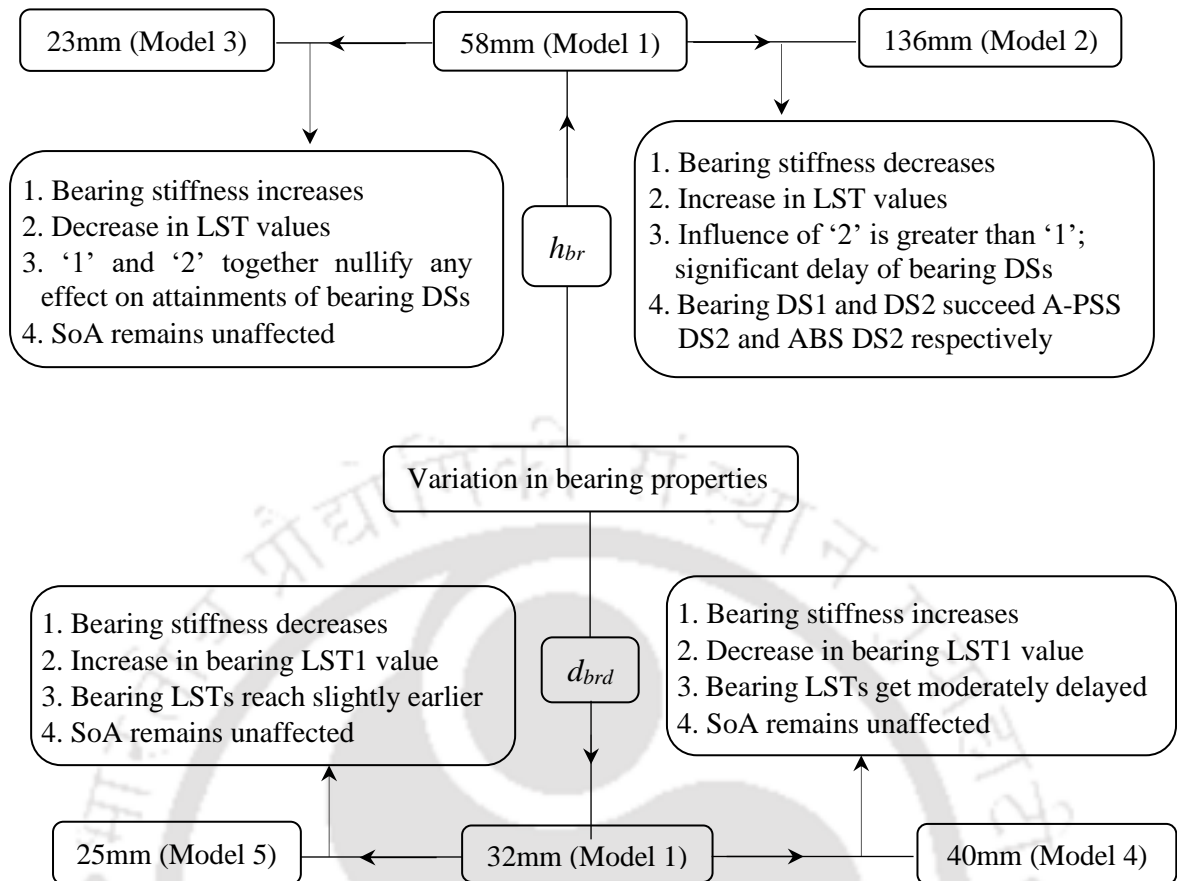 23mm (Model 3)
58mm (Model 1)
136mm (Model 2)
1. Bearing stiffness increases
2. Decrease in LST values
3. ‘1’ and ‘2’ together nullify any
effect on attainments of bearing DSs
4. SoA remains unaffected
h_br
1. Bearing stiffness decreases
2. Increase in LST values
3. Influence of ‘2’ is greater than ‘1’;
significant delay of bearing DSs
4. Bearing DS1 and DS2 succeed A-PSS
DS2 and ABS DS2 respectively
Variation in bearing properties
1. Bearing stiffness decreases
2. Increase in bearing LST1 value
3. Bearing LSTs reach slightly earlier
4. SoA remains unaffected
d_brd
1. Bearing stiffness increases
2. Decrease in bearing LST1 value
3. Bearing LSTs get moderately delayed
4. SoA remains unaffected
25mm (Model 5)
32mm (Model 1)
40mm (Model 4)